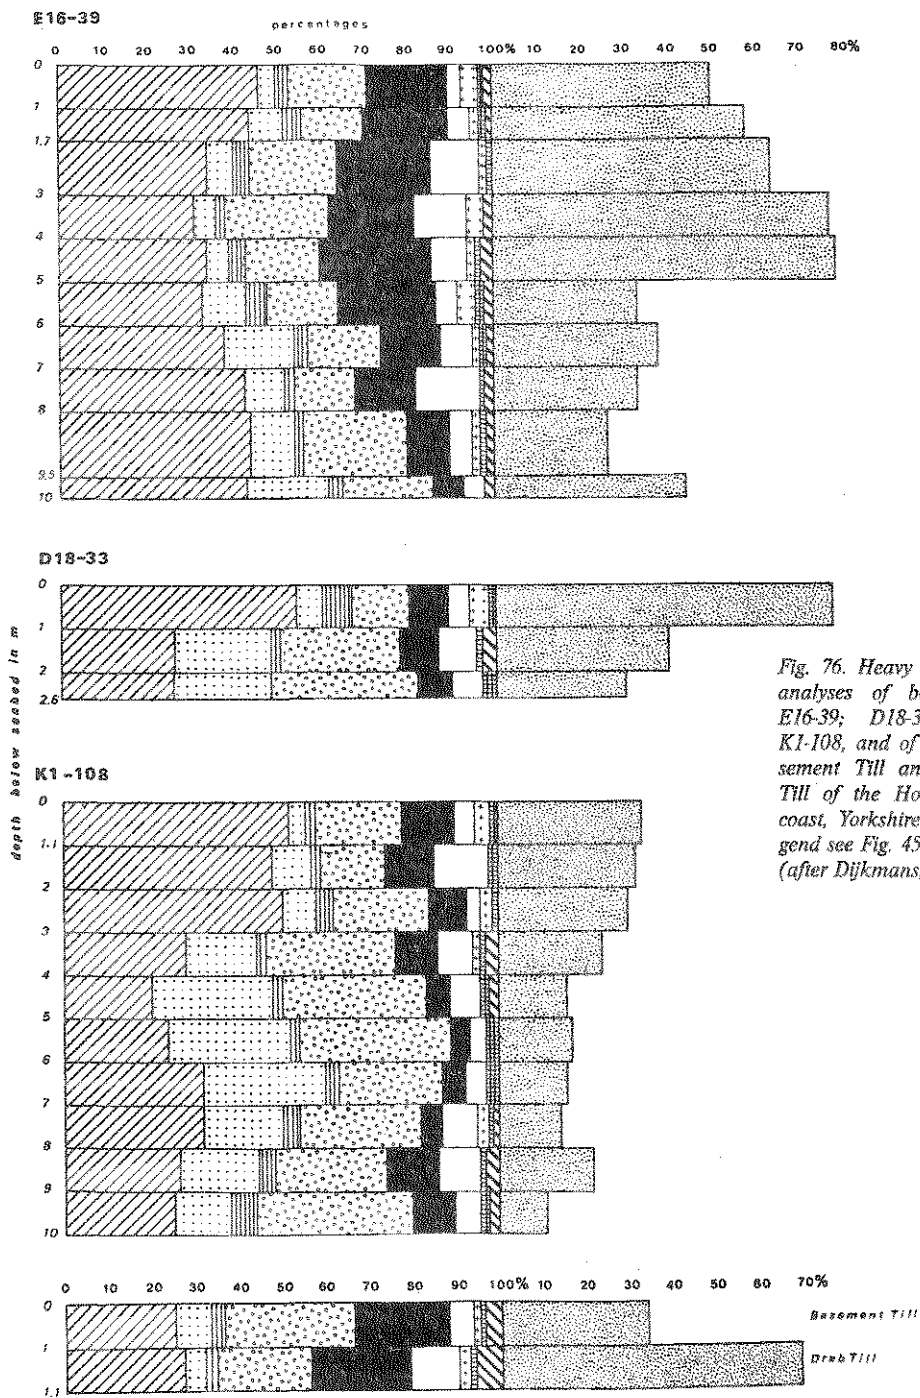 E16-39
percentages
0 10 20 30 40 50 60 70 80 90 100% 10 20 30 40 50 60 70 80%
0
1
1.7
3
4
5
6
7
8
9.5
10
D18-33
0
1
2
2.6
depth below seabed in m
K1-108
0
1.1
2
3
4
5
6
7
8
9
10
0 10 20 30 40 50 60 70 80 90 100% 10 20 30 40 50 60 70%
0
1
1.1
Basement Till
Drab Till
Fig. 76. Heavy
analyses of b
E16-39; D18-3
K1-108, and of
sement Till an
Till of the Ho
coast, Yorkshire
gend see Fig. 45
(after Dijkmans,